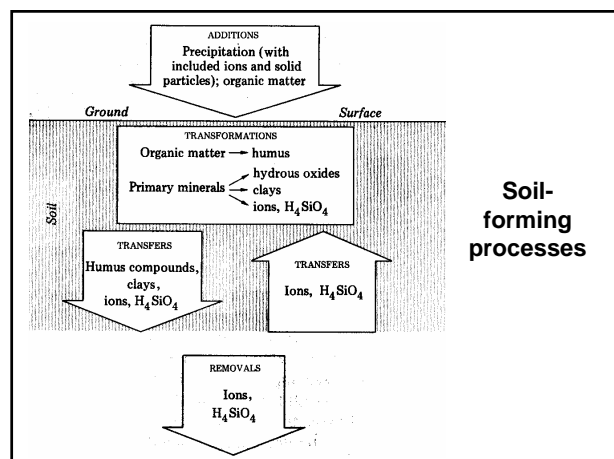 ADDITIONS
Precipitation (with
included ions and solid
particles); organic matter
Ground Surface
TRANSFORMATIONS
Organic matter → humus
Primary minerals → hydrous oxides
→ clays
→ ions, H₄SiO₄
Soil
TRANSFERS
Humus compounds,
clays,
ions, H₄SiO₄
TRANSFERS
Ions, H₄SiO₄
REMOVALS
Ions,
H₄SiO₄
Soil-
forming
processes